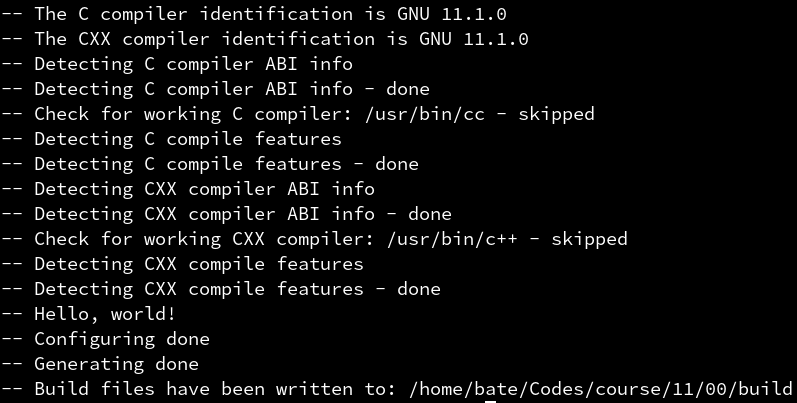 -- The C compiler identification is GNU 11.1.0
-- The CXX compiler identification is GNU 11.1.0
-- Detecting C compiler ABI info
-- Detecting C compiler ABI info - done
-- Check for working C compiler: /usr/bin/cc - skipped
-- Detecting C compile features
-- Detecting C compile features - done
-- Detecting CXX compiler ABI info
-- Detecting CXX compiler ABI info - done
-- Check for working CXX compiler: /usr/bin/c++ - skipped
-- Detecting CXX compile features
-- Detecting CXX compile features - done
-- Hello, world!
-- Configuring done
-- Generating done
-- Build files have been written to: /home/bate/Codes/course/11/00/build